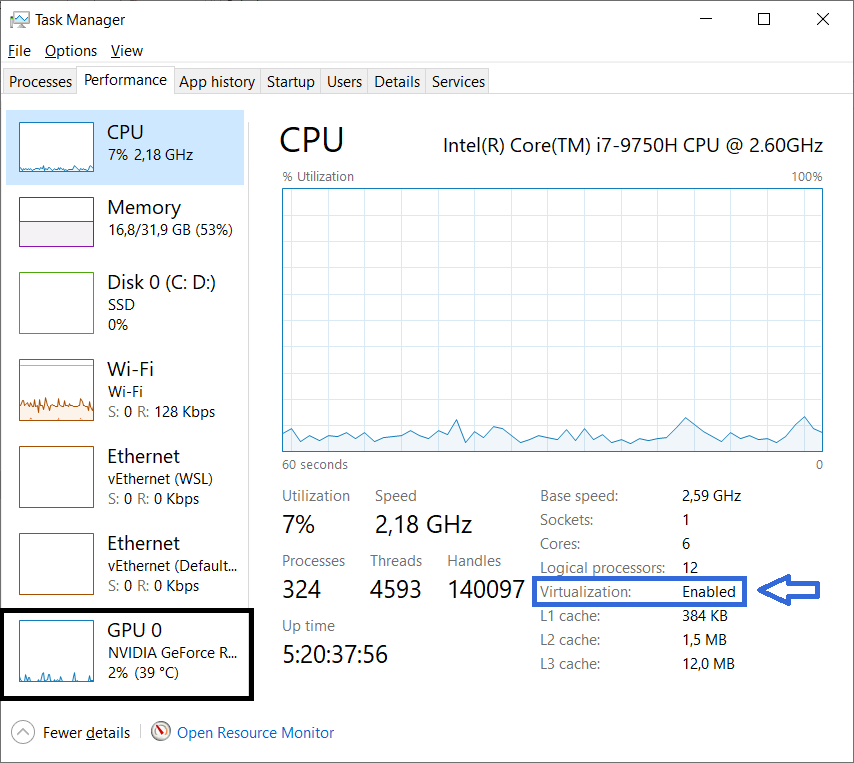 Task Manager
File Options View
Processes Performance App history Startup Users Details Services
CPU
7% 2,18 GHz
Memory
16,8/31,9 GB (53%)
Disk 0 (C: D:)
SSD
0%
Wi-Fi
Wi-Fi
S: 0 R: 128 Kbps
Ethernet
vEthernet (WSL)
S: 0 R: 0 Kbps
Ethernet
vEthernet (Default...
S: 0 R: 0 Kbps
GPU 0
NVIDIA GeForce R...
2% (39 °C)
CPU Intel(R) Core(TM) i7-9750H CPU @ 2.60GHz
% Utilization 100%
60 seconds 0
Utilization Speed
7% 2,18 GHz
Processes Threads Handles
324 4593 140097
Up time
5:20:37:56
Base speed: 2,59 GHz
Sockets: 1
Cores: 6
Logical processors: 12
Virtualization: Enabled
L1 cache: 384 KB
L2 cache: 1,5 MB
L3 cache: 12,0 MB
Fewer details Open Resource Monitor